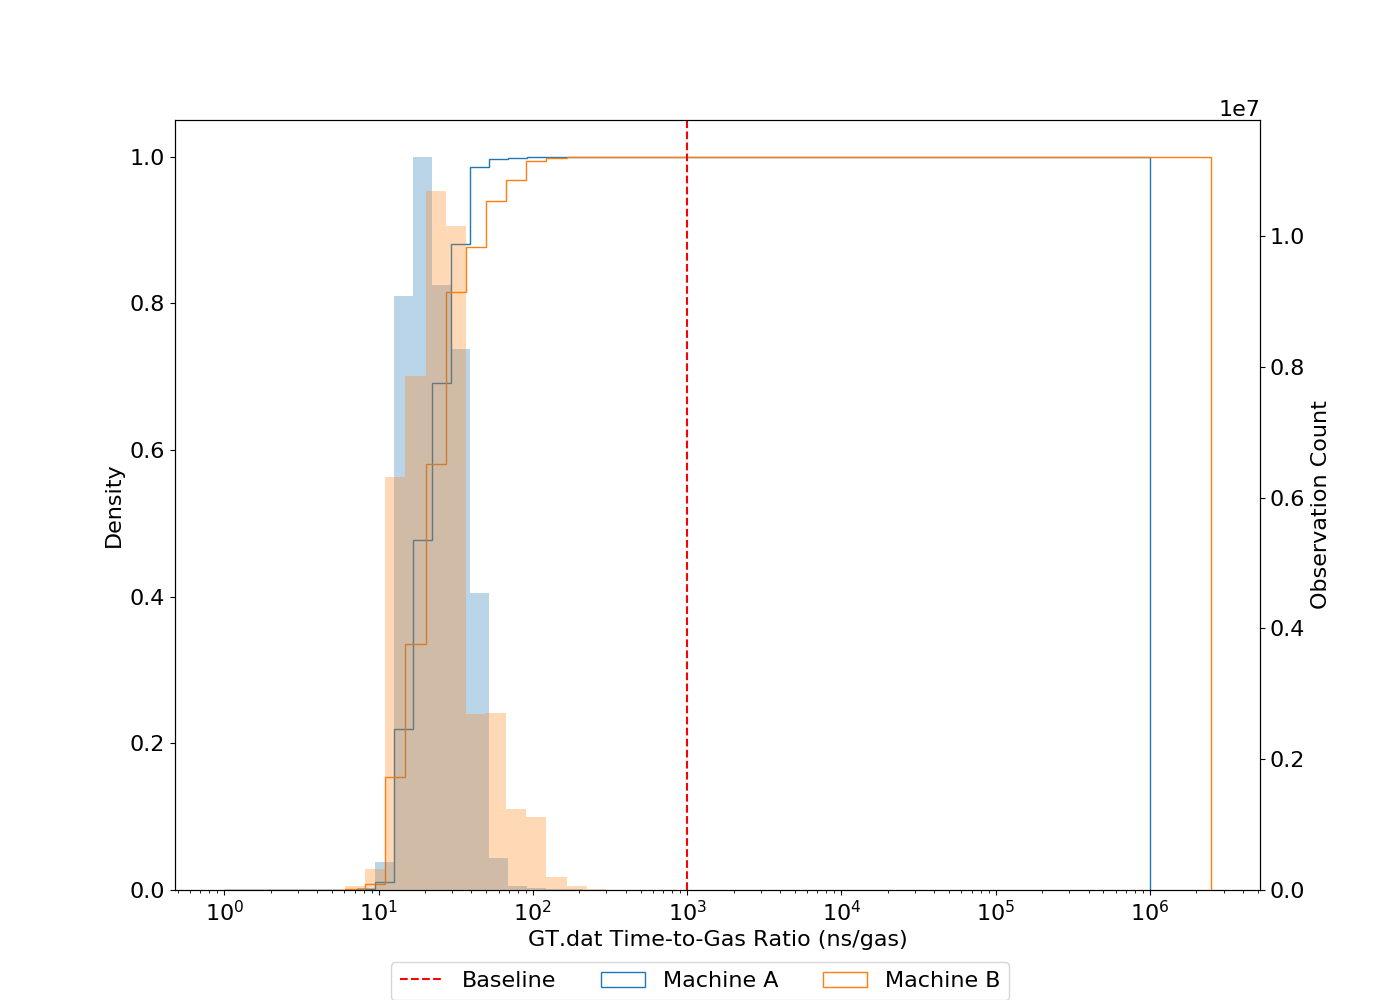 1e7
1.0
0.8
0.6
0.4
0.2
0.0
Density
1.0
0.8
0.6
0.4
0.2
0.0
Observation Count
10^0 10^1 10^2 10^3 10^4 10^5 10^6
GT.dat Time-to-Gas Ratio (ns/gas)
Baseline Machine A Machine B